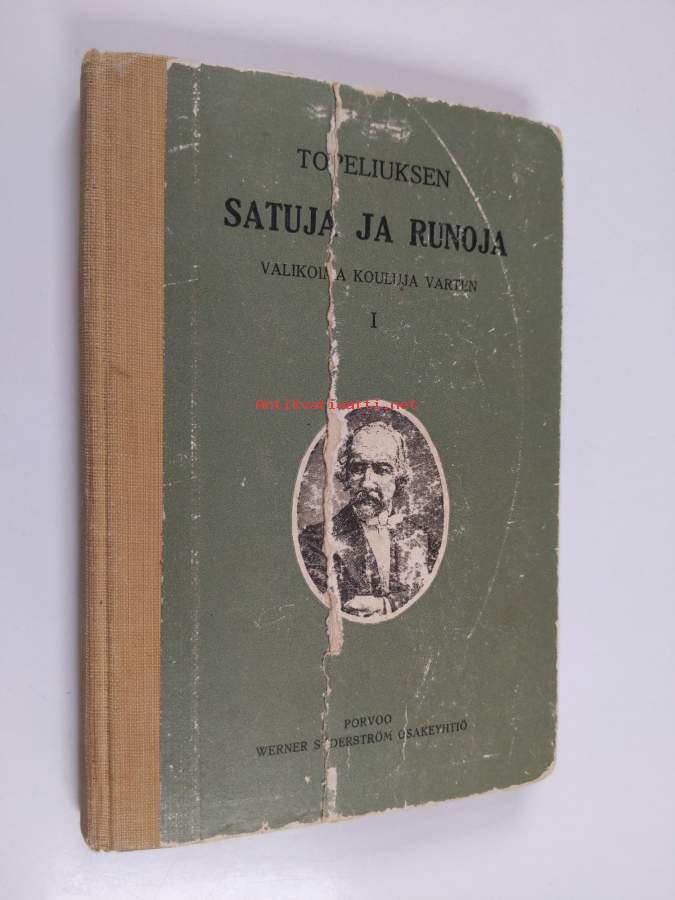 TOPELIUKSEN
SATUJA JA RUNOJA
VALIKOIMA KOULUJA VARTEN
I
Antikvariaatti.net
PORVOO
WERNER SÖDERSTRÖM OSAKEYHTIÖ